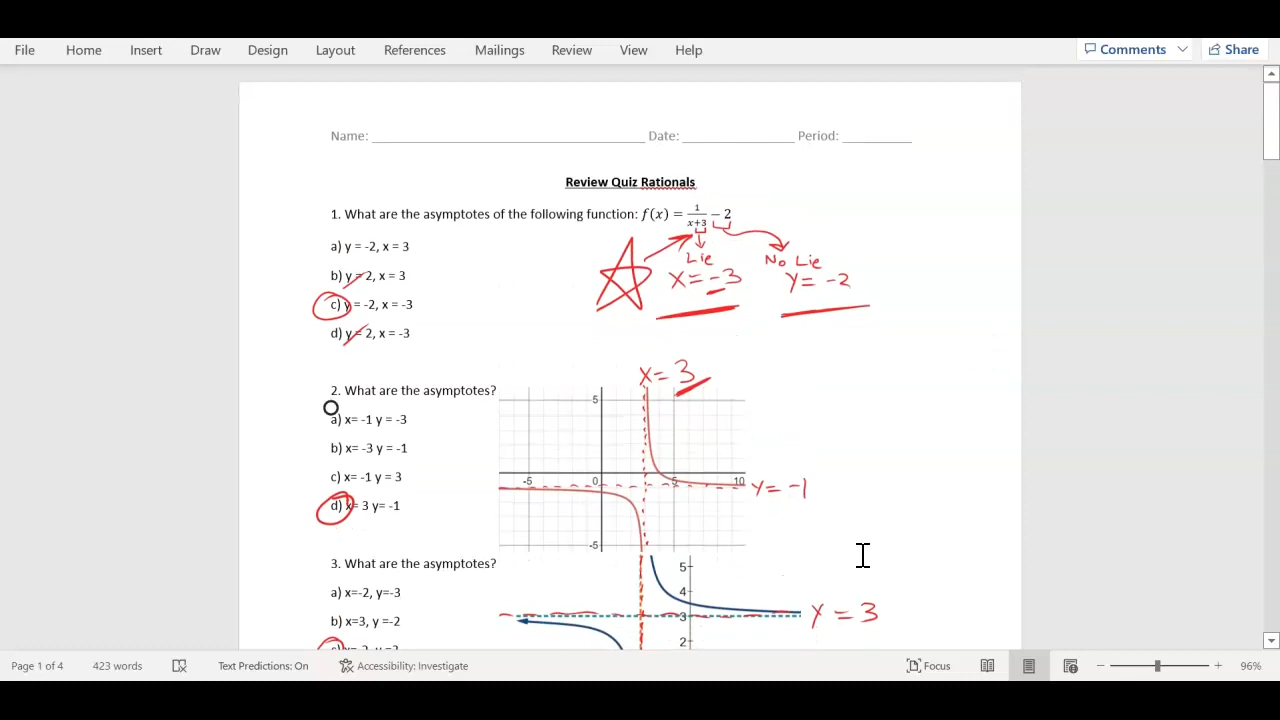 File Home Insert Draw Design Layout References Mailings Review View Help Comments Share
Name: ________ Date: ________ Period: ________
Review Quiz Rationals
1. What are the asymptotes of the following function: f(x) = 1/(x+3) − 2
a) y = -2, x = 3
b) y = 2, x = 3
c) y = -2, x = -3
d) y = 2, x = -3
Lie
x = -3
No Lie
y = -2
2. What are the asymptotes?
a) x= -1 y = -3
b) x= -3 y = -1
c) x= -1 y = 3
d) x= 3 y= -1
x = 3
5
-5 0 5 10
-5
y = -1
3. What are the asymptotes?
a) x=-2, y=-3
b) x=3, y =-2
5
4
3
2
y = 3
Page 1 of 4 423 words Text Predictions: On Accessibility: Investigate Focus 96%